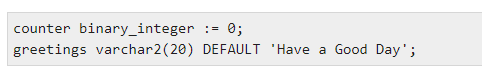 counter binary_integer := 0;
greetings varchar2(20) DEFAULT 'Have a Good Day';